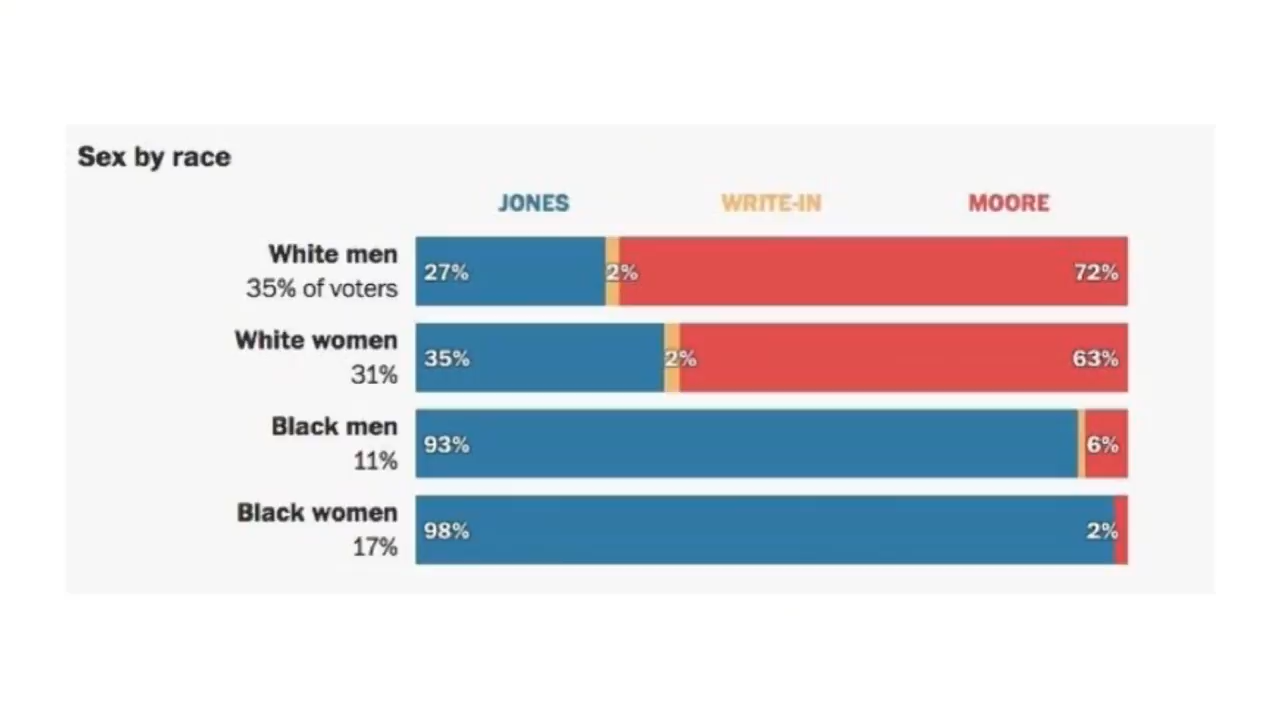 Sex by race
JONES WRITE-IN MOORE
White men
35% of voters
27% 2% 72%
White women
31%
35% 2% 63%
Black men
11%
93% 6%
Black women
17%
98% 2%